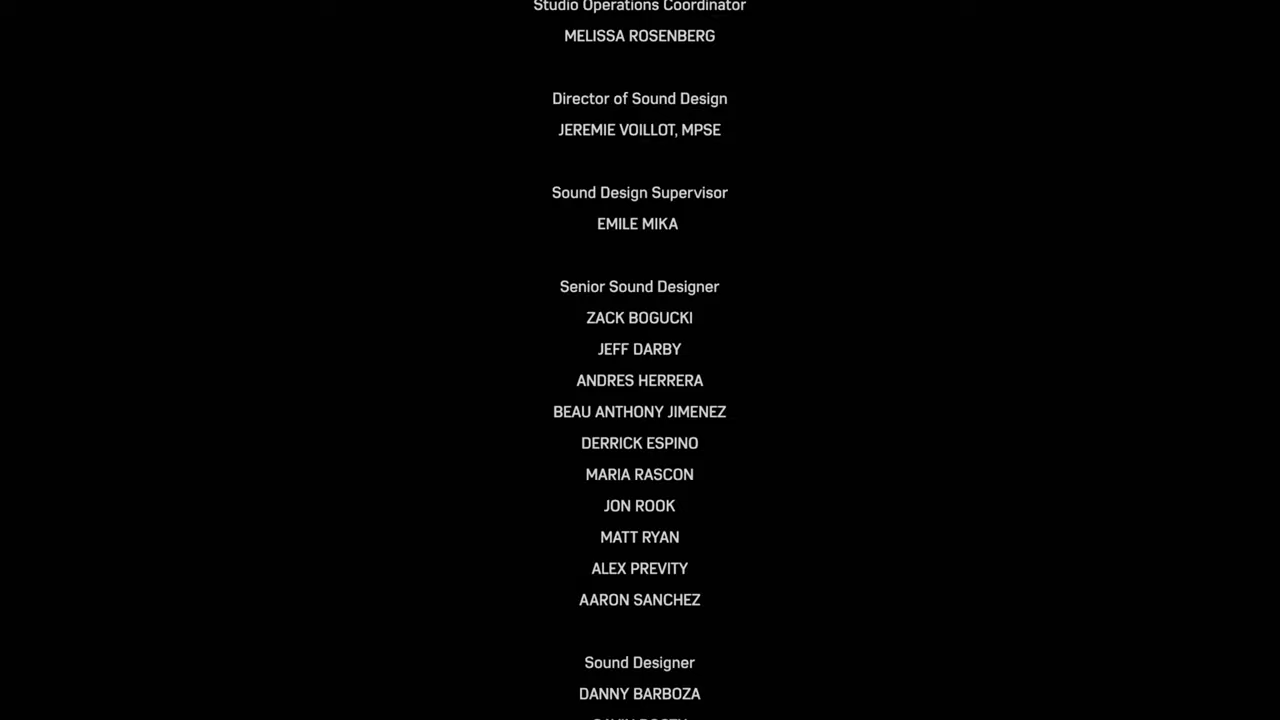 Studio Operations Coordinator
MELISSA ROSENBERG
Director of Sound Design
JEREMIE VOILLOT, MPSE
Sound Design Supervisor
EMILE MIKA
Senior Sound Designer
ZACK BOGUCKI
JEFF DARBY
ANDRES HERRERA
BEAU ANTHONY JIMENEZ
DERRICK ESPINO
MARIA RASCON
JON ROOK
MATT RYAN
ALEX PREVITY
AARON SANCHEZ
Sound Designer
DANNY BARBOZA